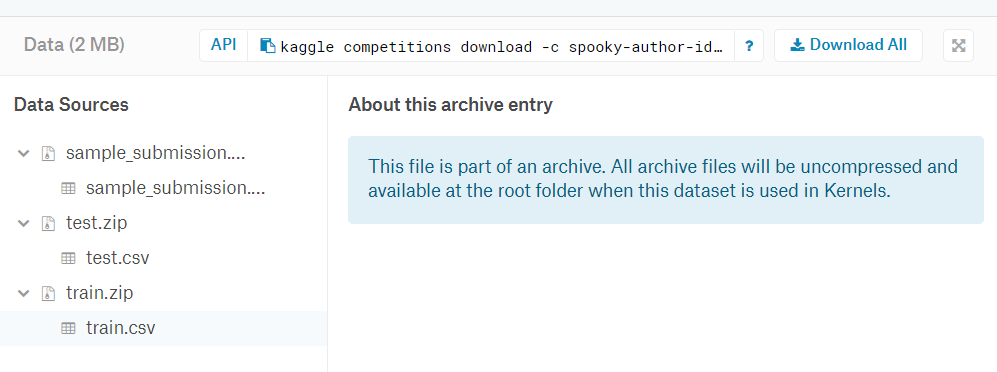 Data (2 MB)
API
kaggle competitions download -c spooky-author-id…
?
Download All
Data Sources
sample_submission....
sample_submission....
test.zip
test.csv
train.zip
train.csv
About this archive entry
This file is part of an archive. All archive files will be uncompressed and
available at the root folder when this dataset is used in Kernels.